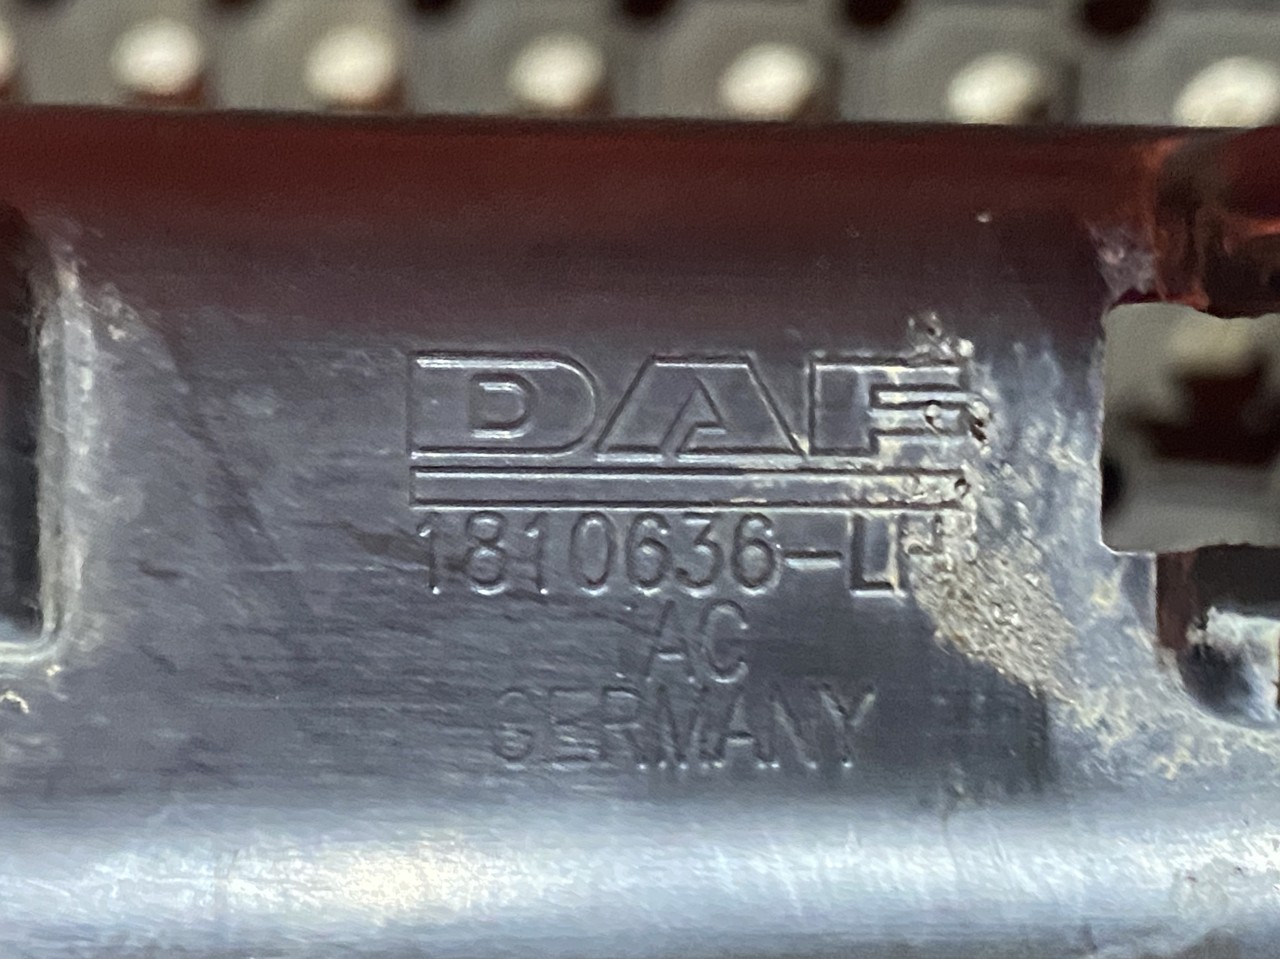 DAF
1810636-LH
AC
GERMANY